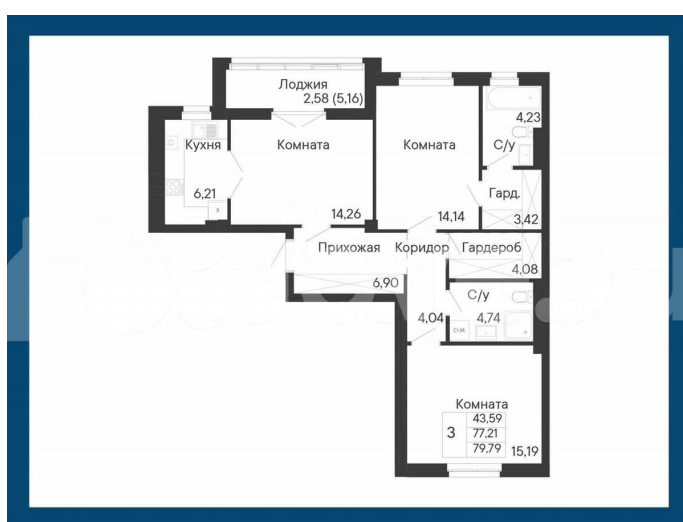 Лоджия
2,58 (5,16)
Кухня
6,21
Комната
14,26
Комната
14,14
4,23
С/у
Гард.
3,42
Прихожая
6,90
Коридор
4,04
Гардероб
4,08
С/у
4,74
Ст.М.
Комната
3
43,59
77,21
79,79
15,19